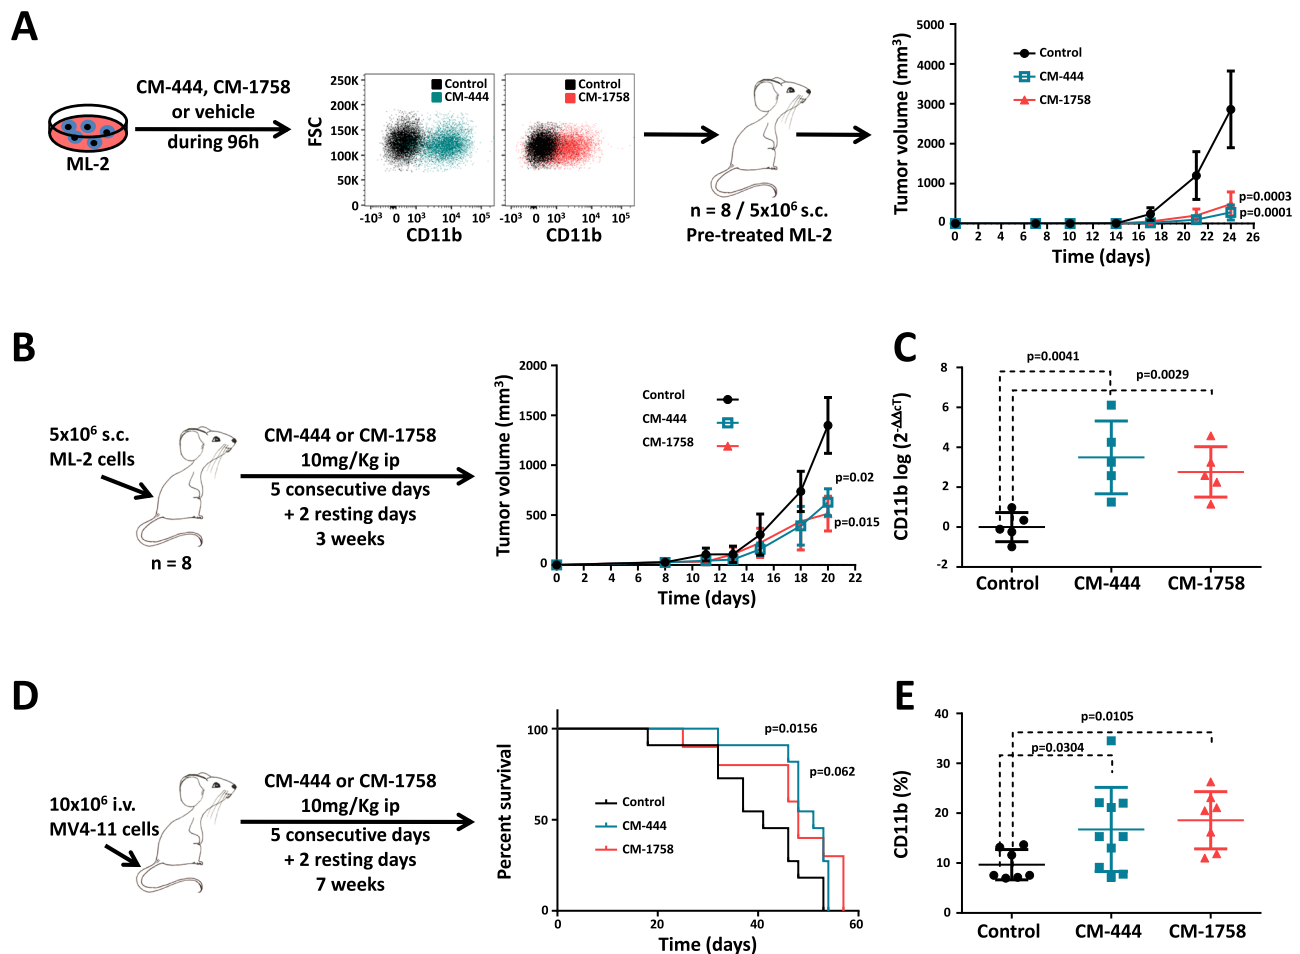 A
CM-444, CM-1758
or vehicle
during 96h
ML-2
FSC
250K
200K
150K
100K
50K
0
Control
CM-444
-10³ 0 10³ 10⁴ 10⁵
CD11b
Control
CM-1758
-10³ 0 10³ 10⁴ 10⁵
CD11b
n = 8 / 5x10⁶ s.c.
Pre-treated ML-2
Tumor volume (mm³)
5000
4000
3000
2000
1000
0
Control
CM-444
CM-1758
p=0.0003
p=0.0001
0 2 4 6 8 10 12 14 16 18 20 22 24 26
Time (days)
B
5x10⁶ s.c.
ML-2 cells
n = 8
CM-444 or CM-1758
10mg/Kg ip
5 consecutive days
+ 2 resting days
3 weeks
Tumor volume (mm³)
2000
1500
1000
500
0
Control
CM-444
CM-1758
p=0.02
p=0.015
0 2 4 6 8 10 12 14 16 18 20 22
Time (days)
C
CD11b log (2^-ΔΔcT)
8
6
4
2
0
-2
p=0.0041
p=0.0029
Control CM-444 CM-1758
D
10x10⁶ i.v.
MV4-11 cells
CM-444 or CM-1758
10mg/Kg ip
5 consecutive days
+ 2 resting days
7 weeks
Percent survival
100
50
0
p=0.0156
p=0.062
Control
CM-444
CM-1758
0 20 40 60
Time (days)
E
CD11b (%)
40
30
20
10
0
p=0.0105
p=0.0304
Control CM-444 CM-1758